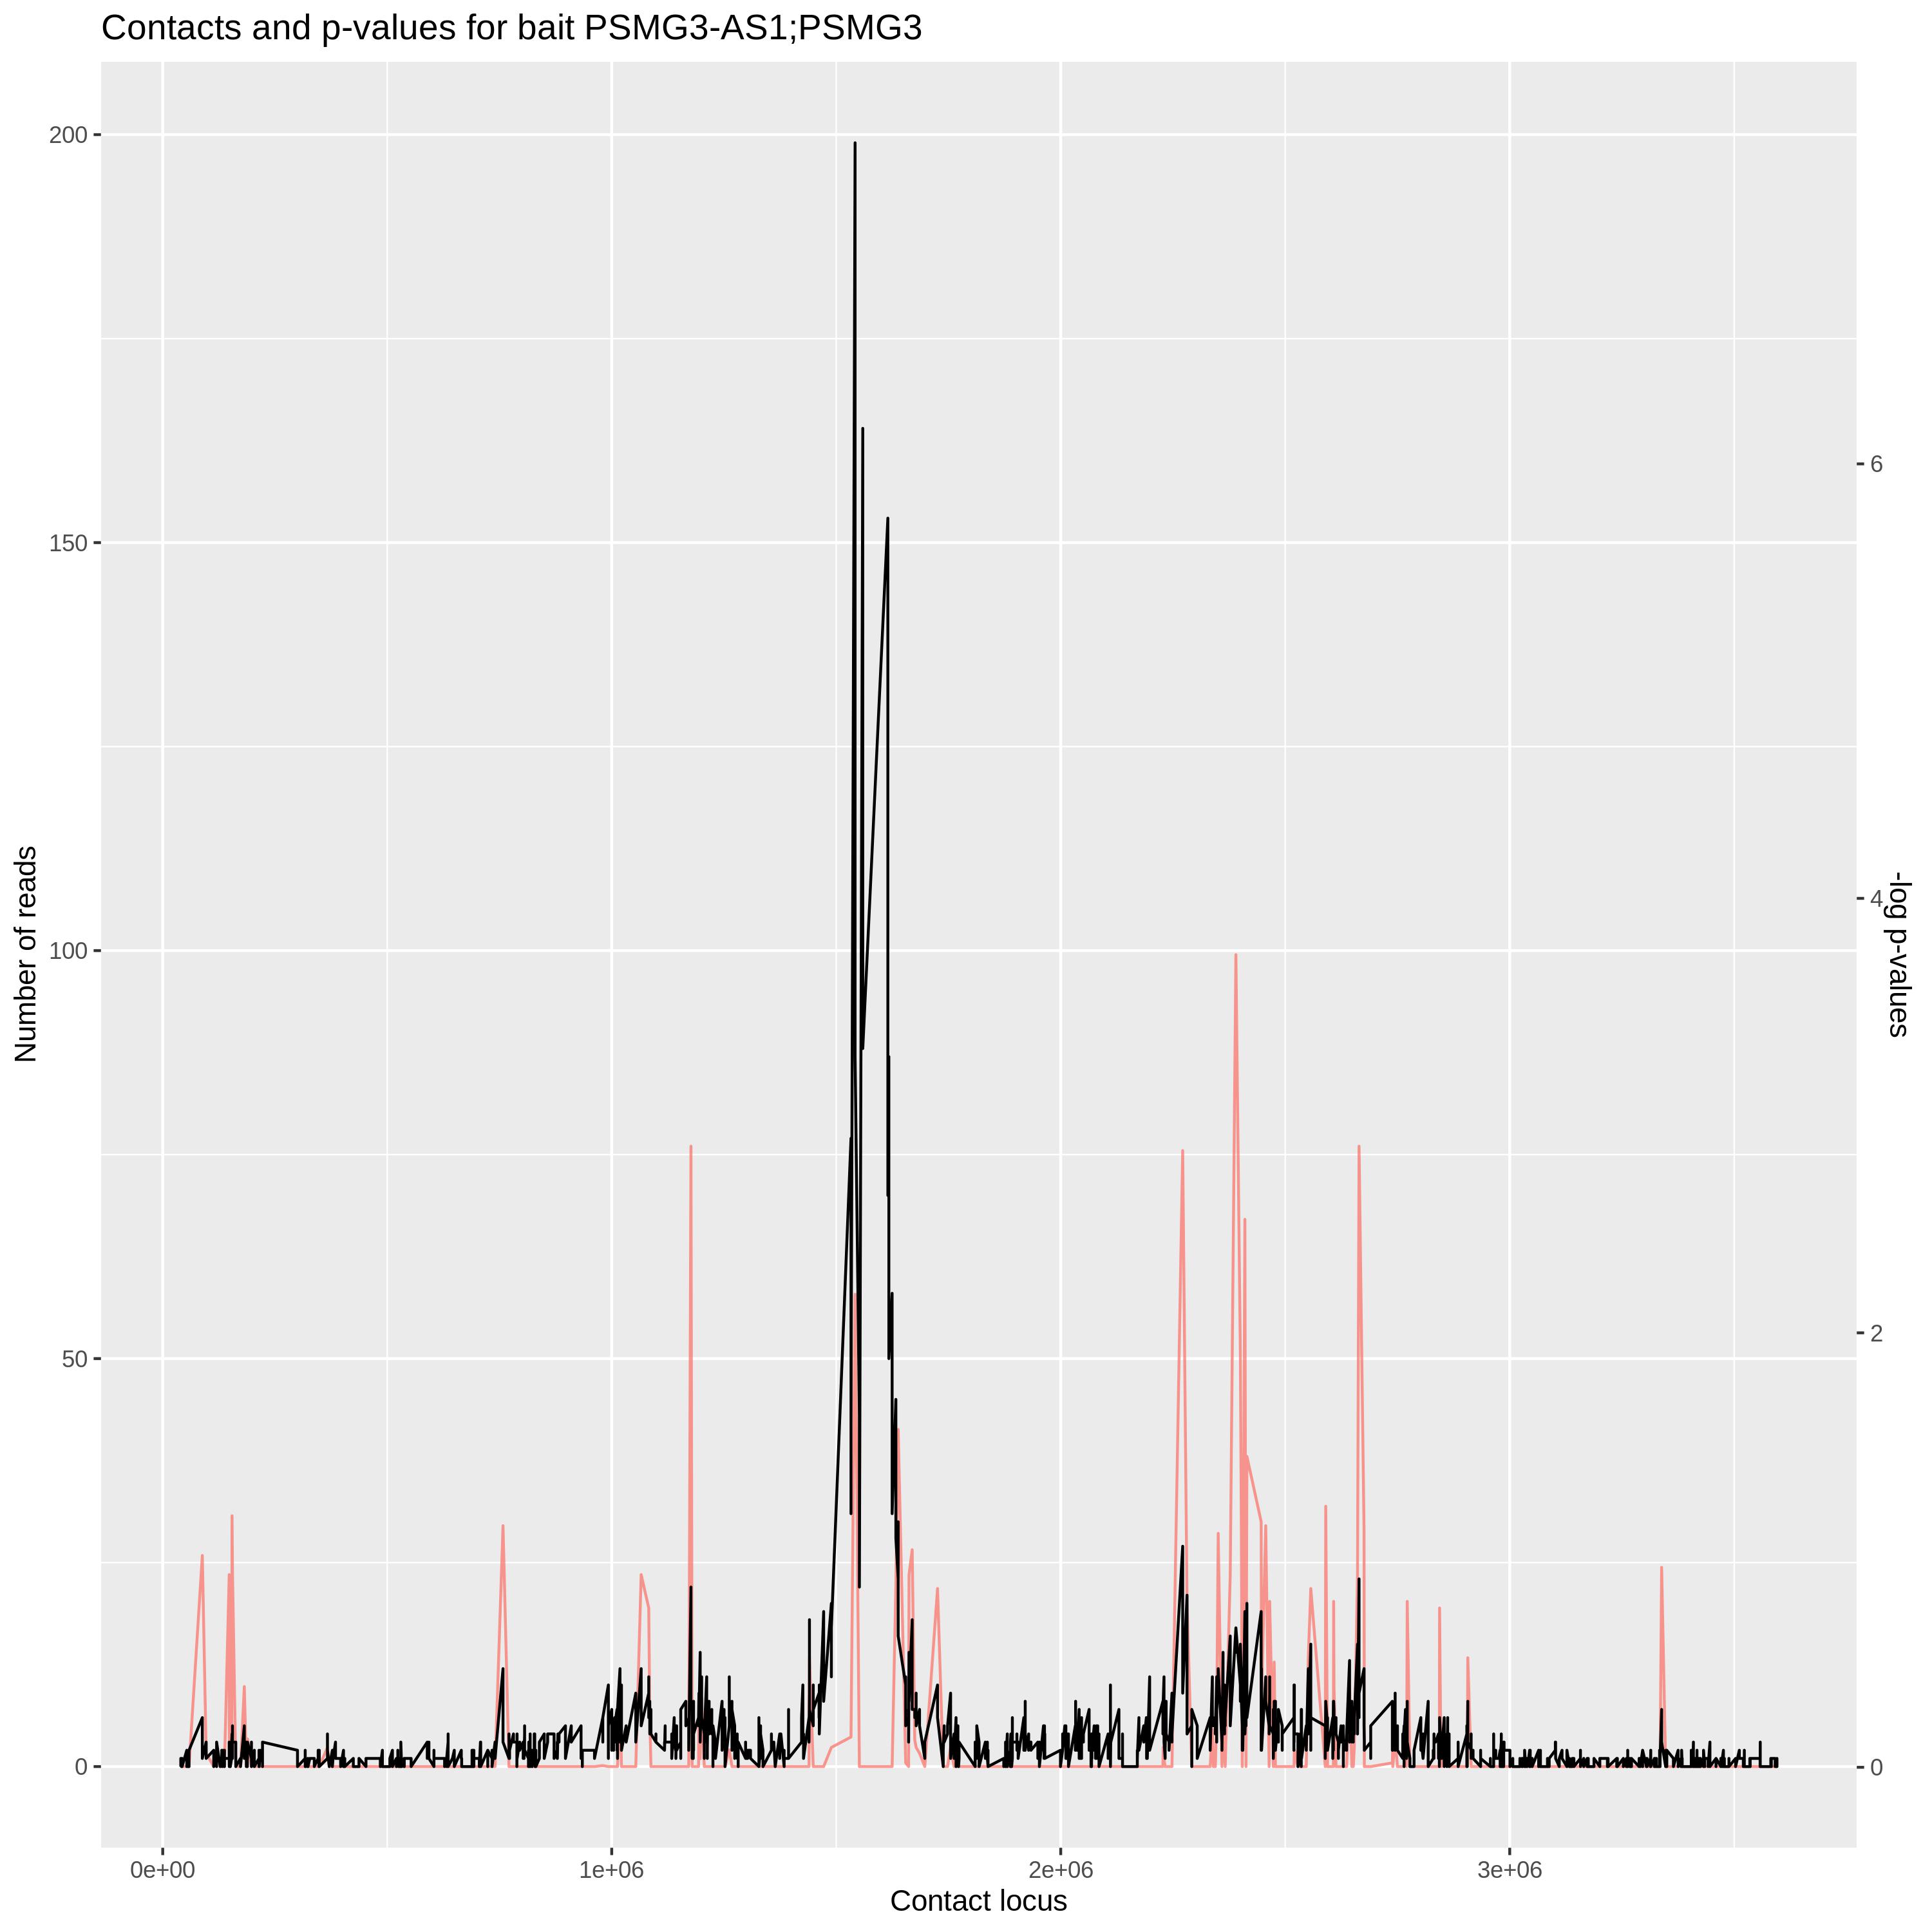 Contacts and p-values for bait PSMG3-AS1;PSMG3
200
150
100
50
0
Number of reads
6
4
2
0
-log p-values
0e+00 1e+06 2e+06 3e+06
Contact locus